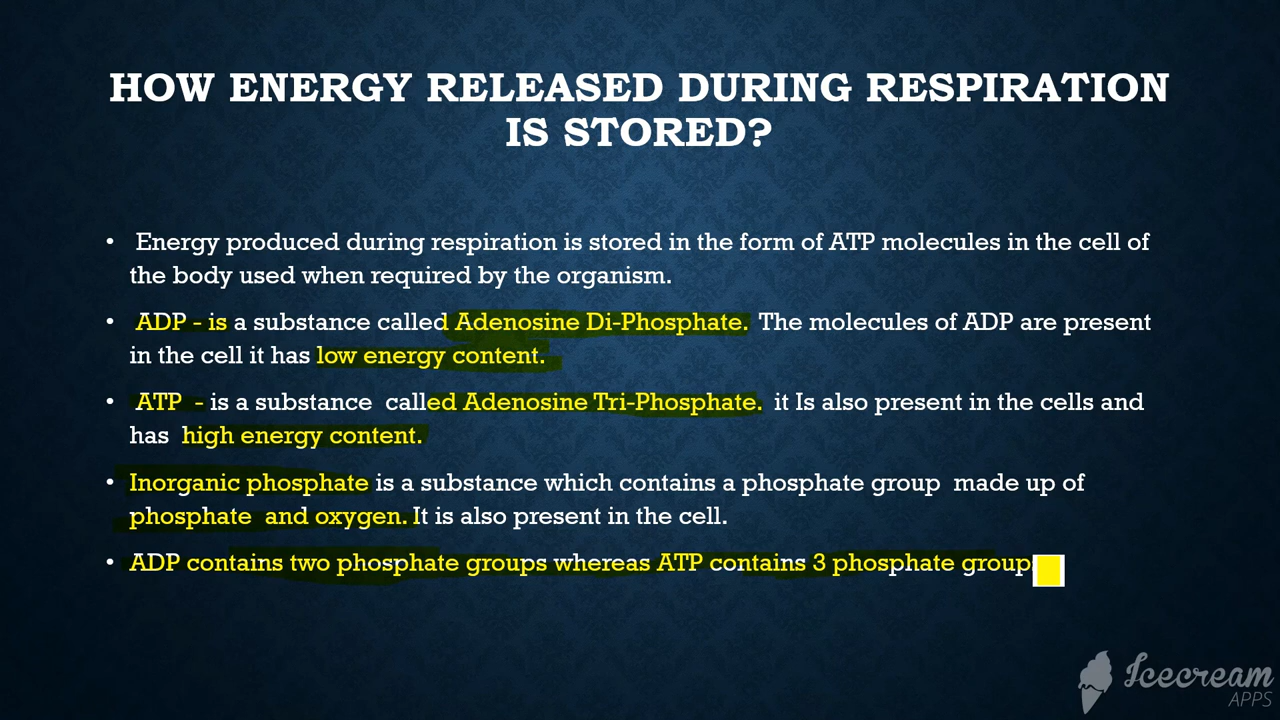 HOW ENERGY RELEASED DURING RESPIRATION
IS STORED?
• Energy produced during respiration is stored in the form of ATP molecules in the cell of
the body used when required by the organism.
• ADP - is a substance called Adenosine Di-Phosphate. The molecules of ADP are present
in the cell it has low energy content.
• ATP - is a substance called Adenosine Tri-Phosphate. it Is also present in the cells and
has high energy content.
• Inorganic phosphate is a substance which contains a phosphate group made up of
phosphate and oxygen. It is also present in the cell.
• ADP contains two phosphate groups whereas ATP contains 3 phosphate group
Icecream
APPS